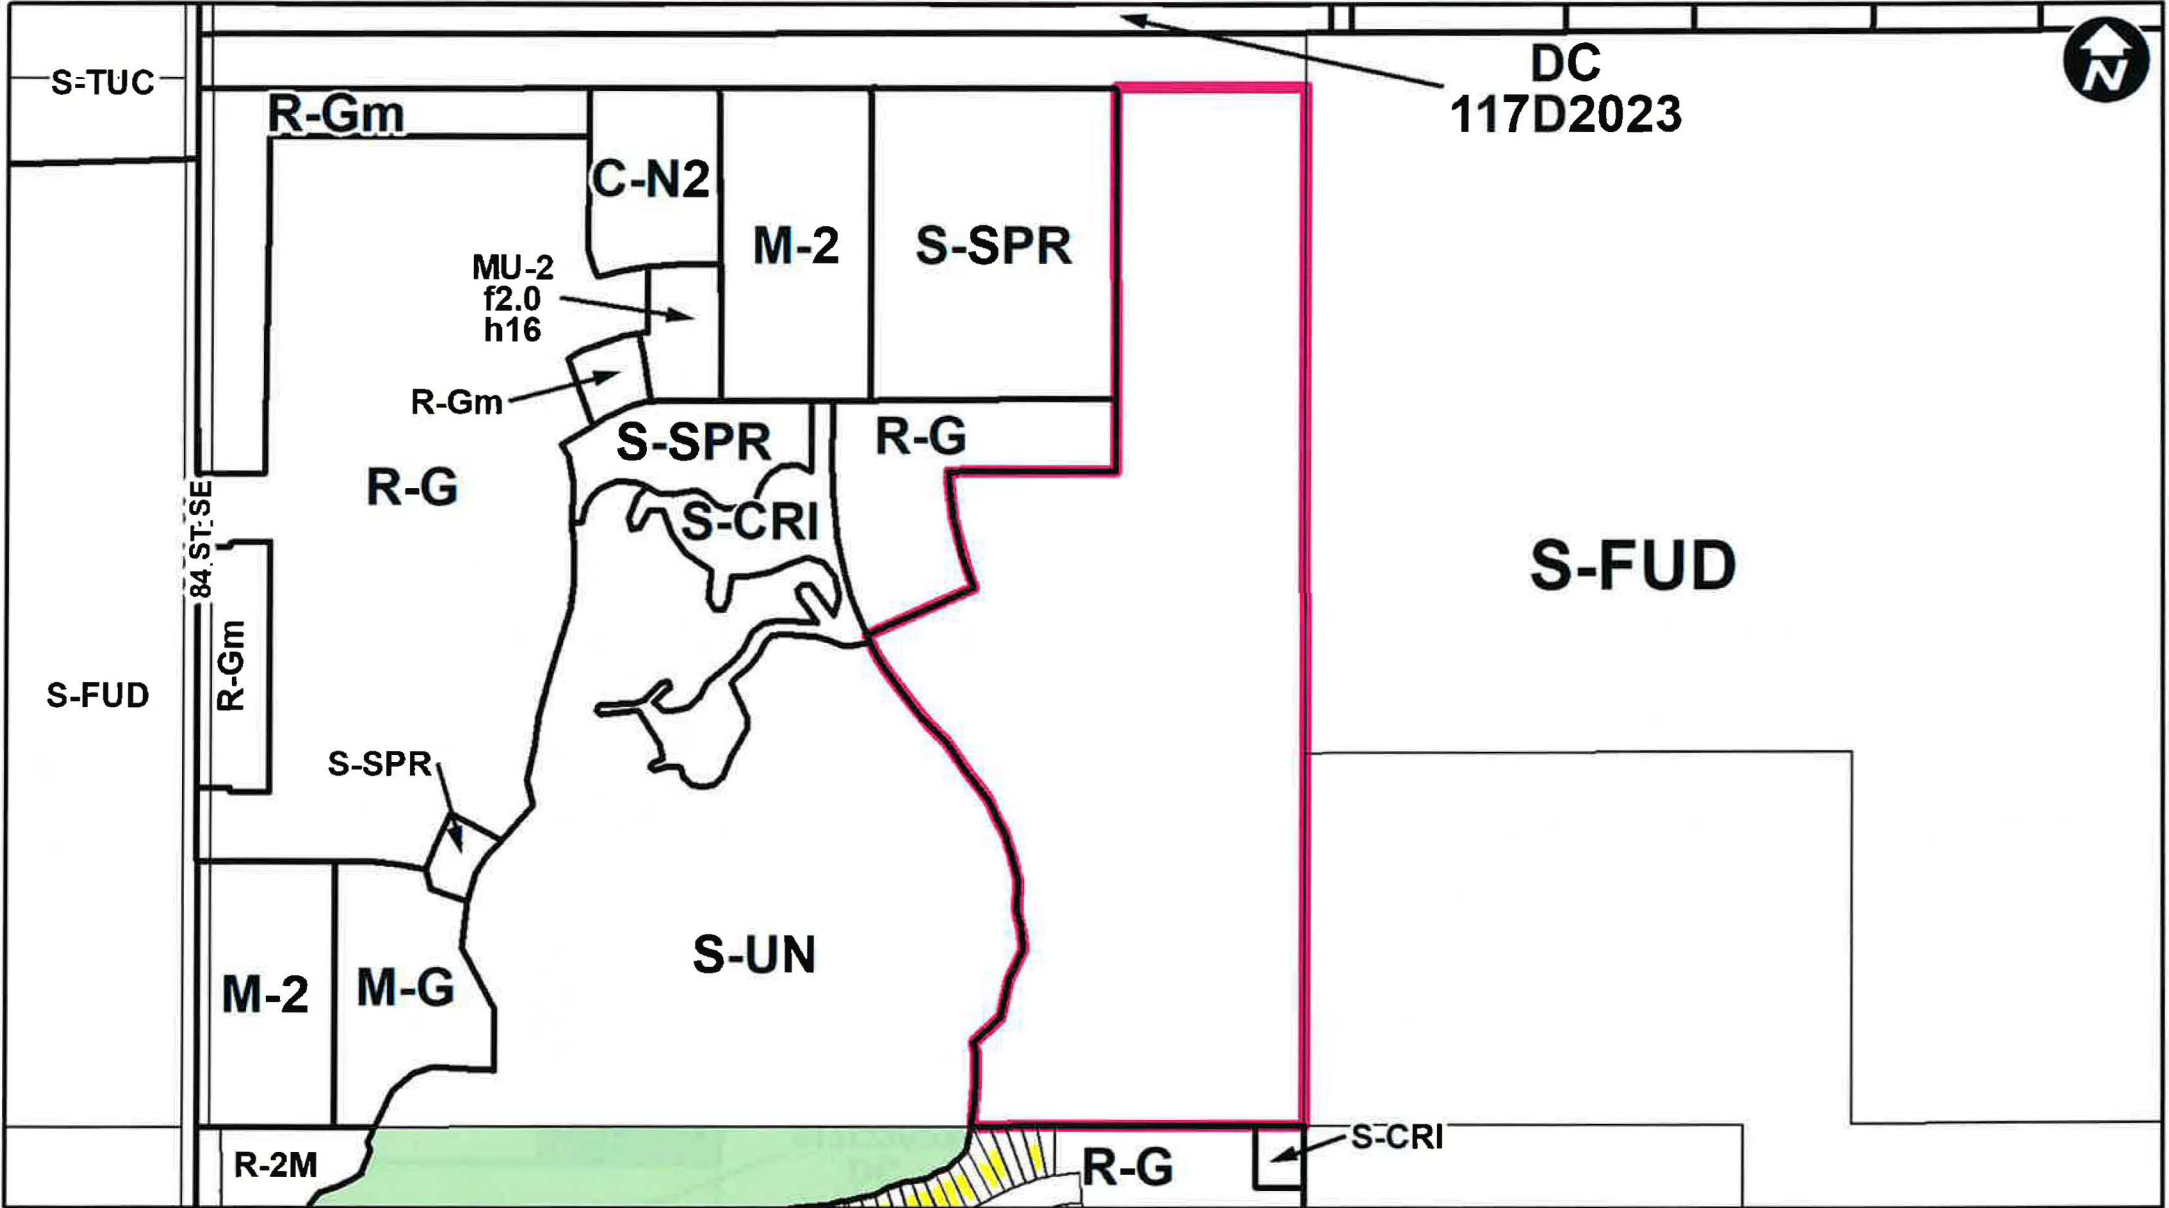 S-TUC
DC
117D2023
N
R-Gm
C-N2
M-2
S-SPR
MU-2
f2.0
h16
R-Gm
S-SPR
R-G
R-G
S-CRI
84 ST SE
S-FUD
R-Gm
S-FUD
S-SPR
M-2
M-G
S-UN
R-2M
R-G
S-CRI